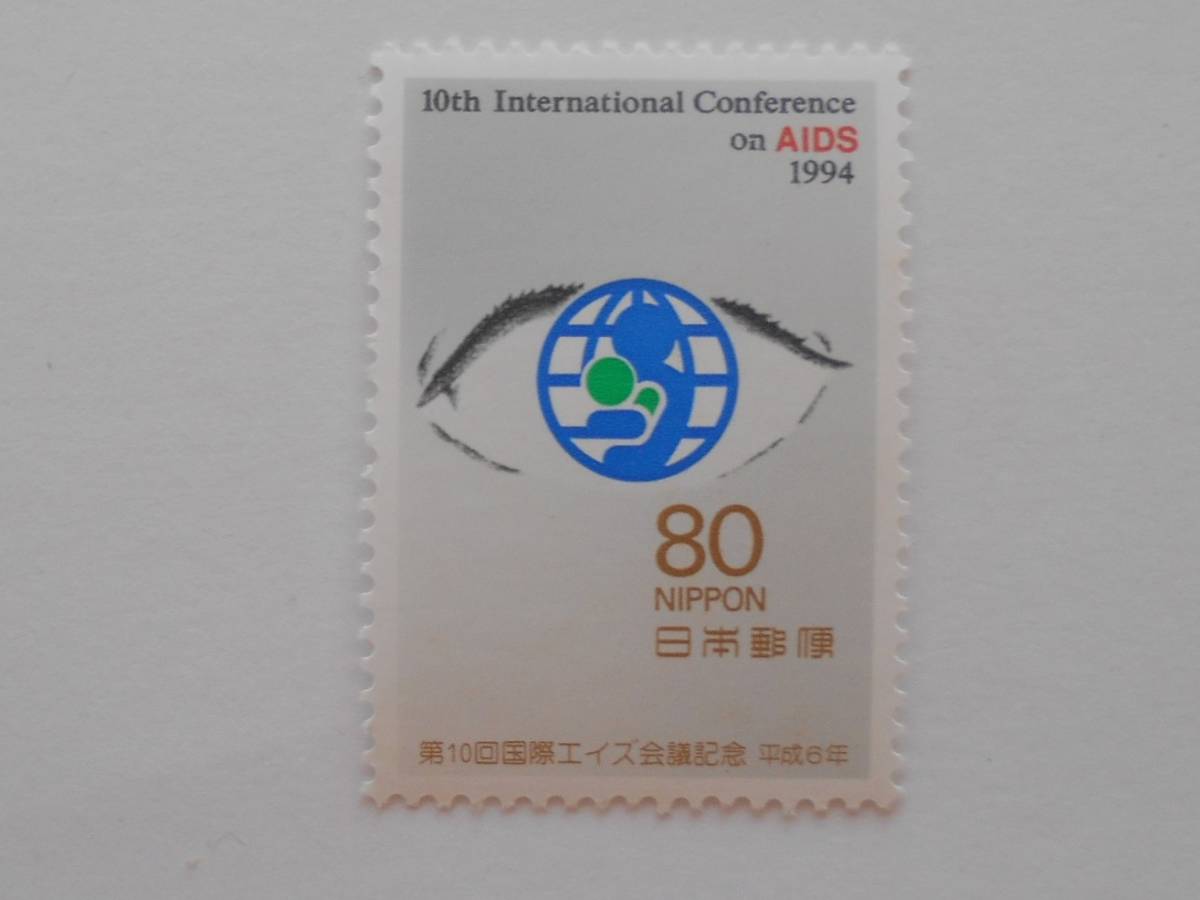 10th International Conference
on AIDS
1994
80
NIPPON
日本郵便
第10回国際エイズ会議記念 平成6年